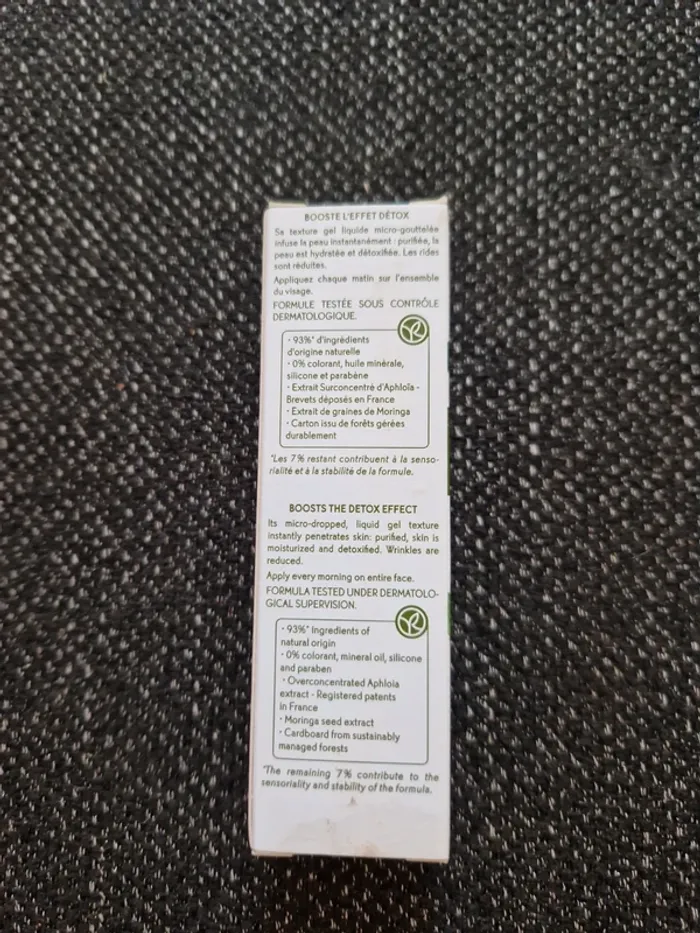 BOOSTE L'EFFET DÉTOX
Sa texture gel liquide micro-gouttelée
infuse la peau instantanément : purifiée, la
peau est hydratée et détoxifiée. Les rides
sont réduites.
Appliquez chaque matin sur l'ensemble
du visage.
FORMULE TESTÉE SOUS CONTRÔLE
DERMATOLOGIQUE.
• 93%* d'ingrédients
d'origine naturelle
• 0% colorant, huile minérale,
silicone et parabène
• Extrait Surconcentré d'Aphloïa -
Brevets déposés en France
• Extrait de graines de Moringa
• Carton issu de forêts gérées
durablement
*Les 7% restant contribuent à la senso-
rialité et à la stabilité de la formule.
BOOSTS THE DETOX EFFECT
Its micro-dropped, liquid gel texture
instantly penetrates skin: purified, skin is
moisturized and detoxified. Wrinkles are
reduced.
Apply every morning on entire face.
FORMULA TESTED UNDER DERMATOLO-
GICAL SUPERVISION.
• 93%* Ingredients of
natural origin
• 0% colorant, mineral oil, silicone
and paraben
• Overconcentrated Aphloia
extract - Registered patents
in France
• Moringa seed extract
• Cardboard from sustainably
managed forests
*The remaining 7% contribute to the
sensoriality and stability of the formula.